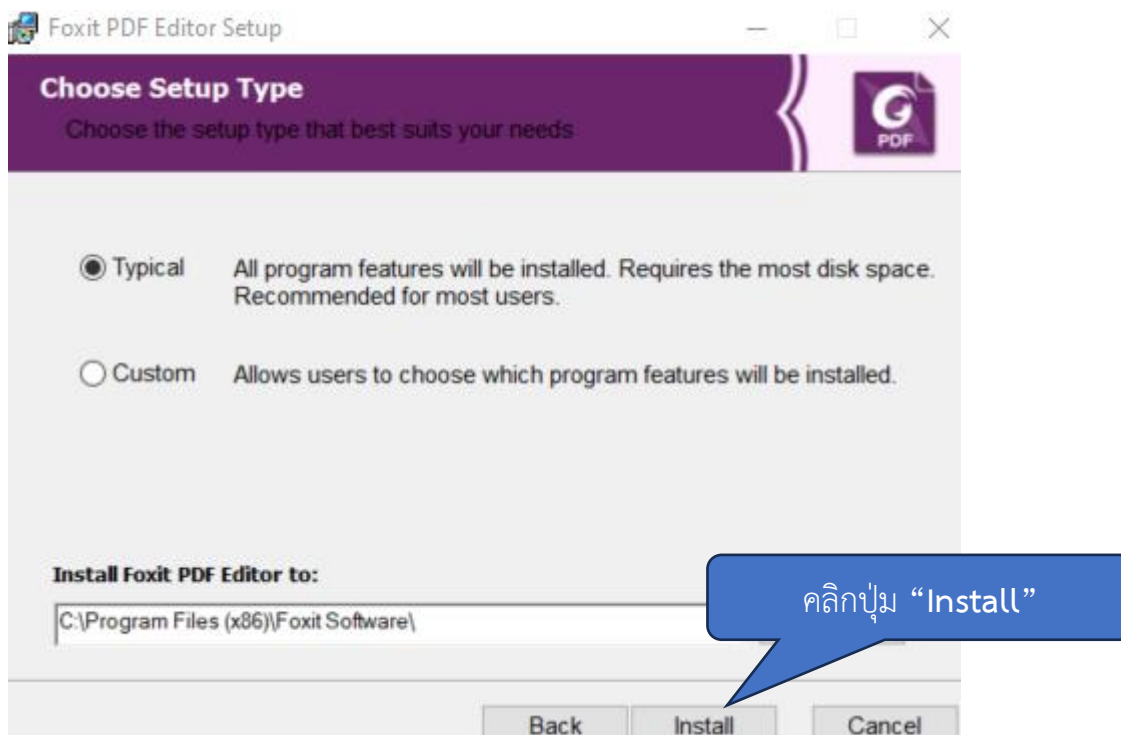 Foxit PDF Editor Setup
Choose Setup Type
Choose the setup type that best suits your needs
G
PDF
Typical
All program features will be installed. Requires the most disk space.
Recommended for most users.
Custom
Allows users to choose which program features will be installed.
Install Foxit PDF Editor to:
C:\Program Files (x86)\Foxit Software\
คลิกปุ่ม “Install”
Back
Install
Cancel